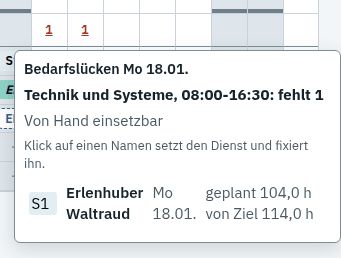 1 1
S
E
E
Bedarfslücken Mo 18.01.
Technik und Systeme, 08:00-16:30: fehlt 1
Von Hand einsetzbar
Klick auf einen Namen setzt den Dienst und fixiert
ihn.
S1 Erlenhuber Mo geplant 104,0 h
Waltraud 18.01. von Ziel 114,0 h